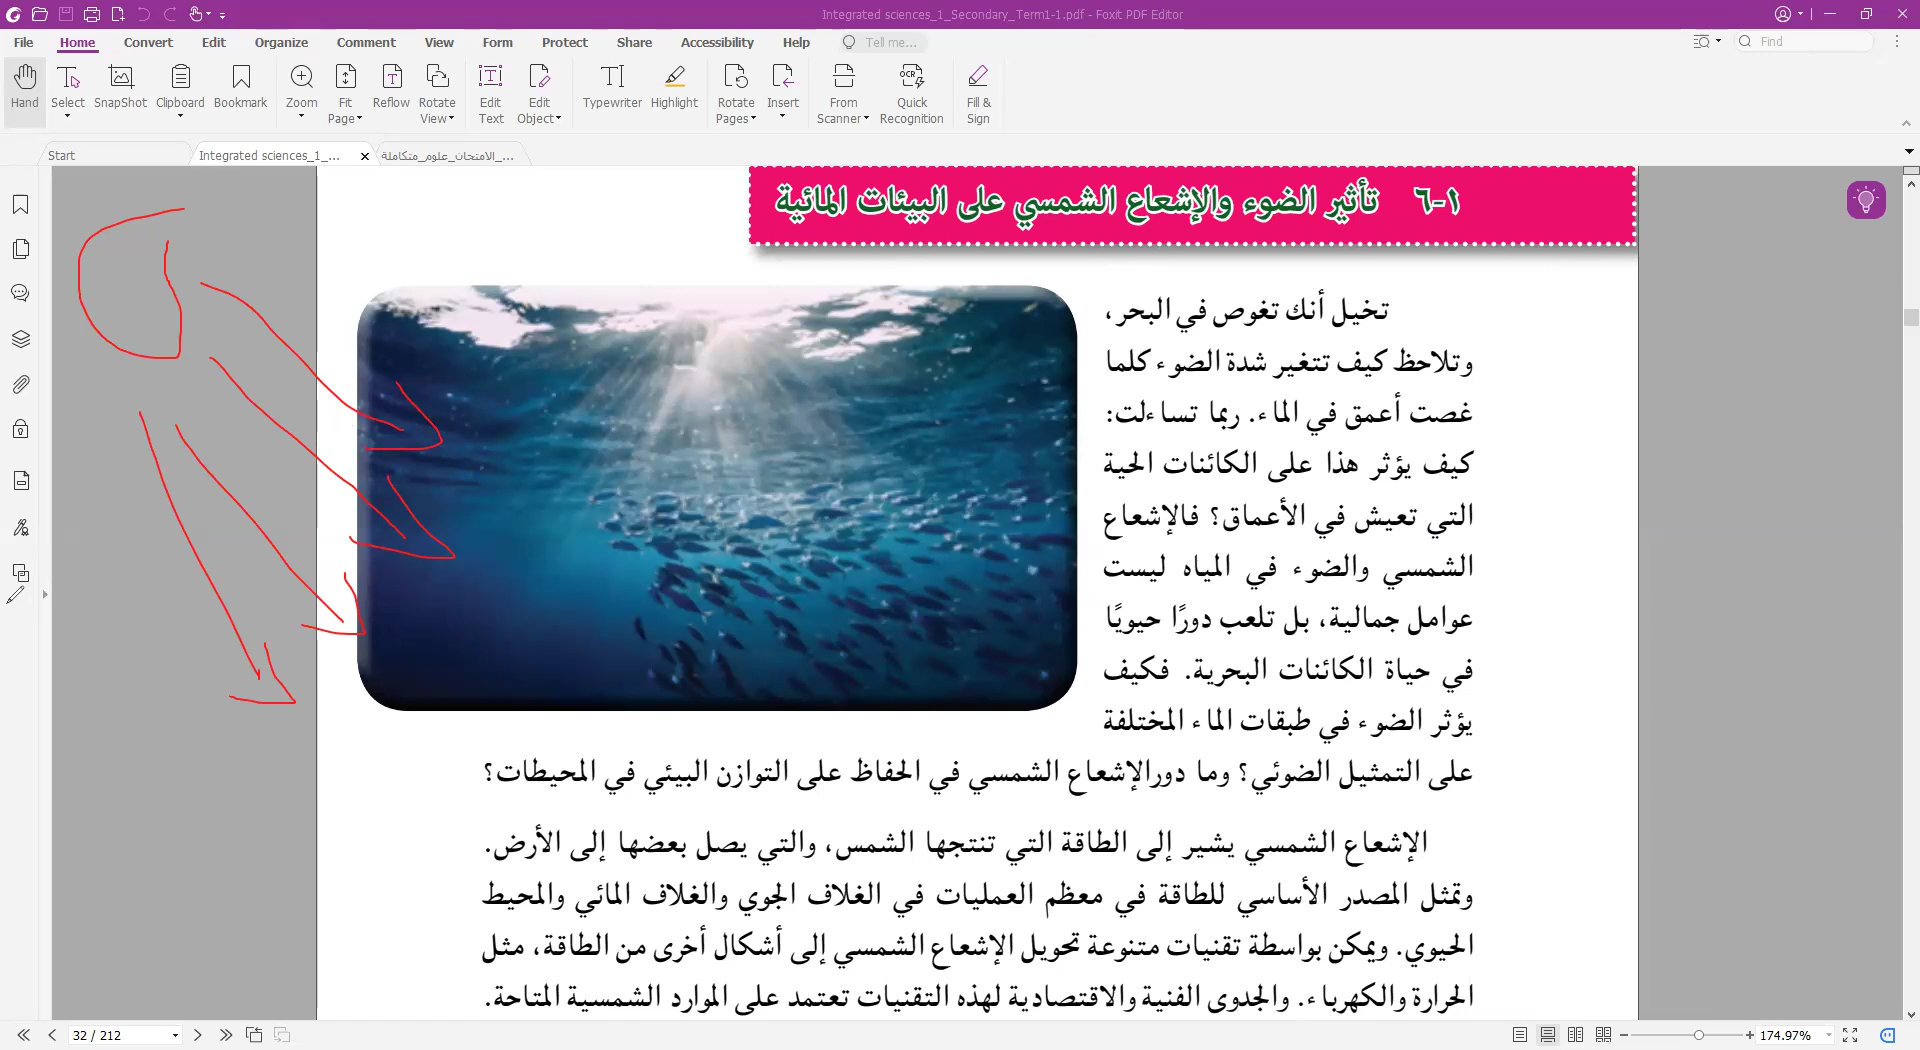 Integrated sciences_1_Secondary_Term1-1.pdf - Foxit PDF Editor
File Home Convert Edit Organize Comment View Form Protect Share Accessibility Help Tell me... Find
Hand Select SnapShot Clipboard Bookmark Zoom Fit Page Reflow Rotate View Edit Text Edit Object Typewriter Highlight Rotate Pages Insert From Scanner OCR Quick Recognition Fill & Sign
Start Integrated sciences_1_... الامتحان_علوم_متكاملة_...
١-٦ تأثير الضوء والإشعاع الشمسي على البيئات المائية
تخيل أنك تغوص في البحر،
وتلاحظ كيف تتغير شدة الضوء كلما
غصت أعمق في الماء. ربما تساءلت:
كيف يؤثر هذا على الكائنات الحية
التي تعيش في الأعماق؟ فالإشعاع
الشمسي والضوء في المياه ليست
عوامل جمالية، بل تلعب دورًا حيويًا
في حياة الكائنات البحرية. فكيف
يؤثر الضوء في طبقات الماء المختلفة
على التمثيل الضوئي؟ وما دورالإشعاع الشمسي في الحفاظ على التوازن البيئي في المحيطات؟
الإشعاع الشمسي يشير إلى الطاقة التي تنتجها الشمس، والتي يصل بعضها إلى الأرض.
وتمثل المصدر الأساسي للطاقة في معظم العمليات في الغلاف الجوي والغلاف المائي والمحيط
الحيوي. ويمكن بواسطة تقنيات متنوعة تحويل الإشعاع الشمسي إلى أشكال أخرى من الطاقة، مثل
الحرارة والكهرباء. والجدوى الفنية والاقتصادية لهذه التقنيات تعتمد على الموارد الشمسية المتاحة.
32 / 212 174.97%